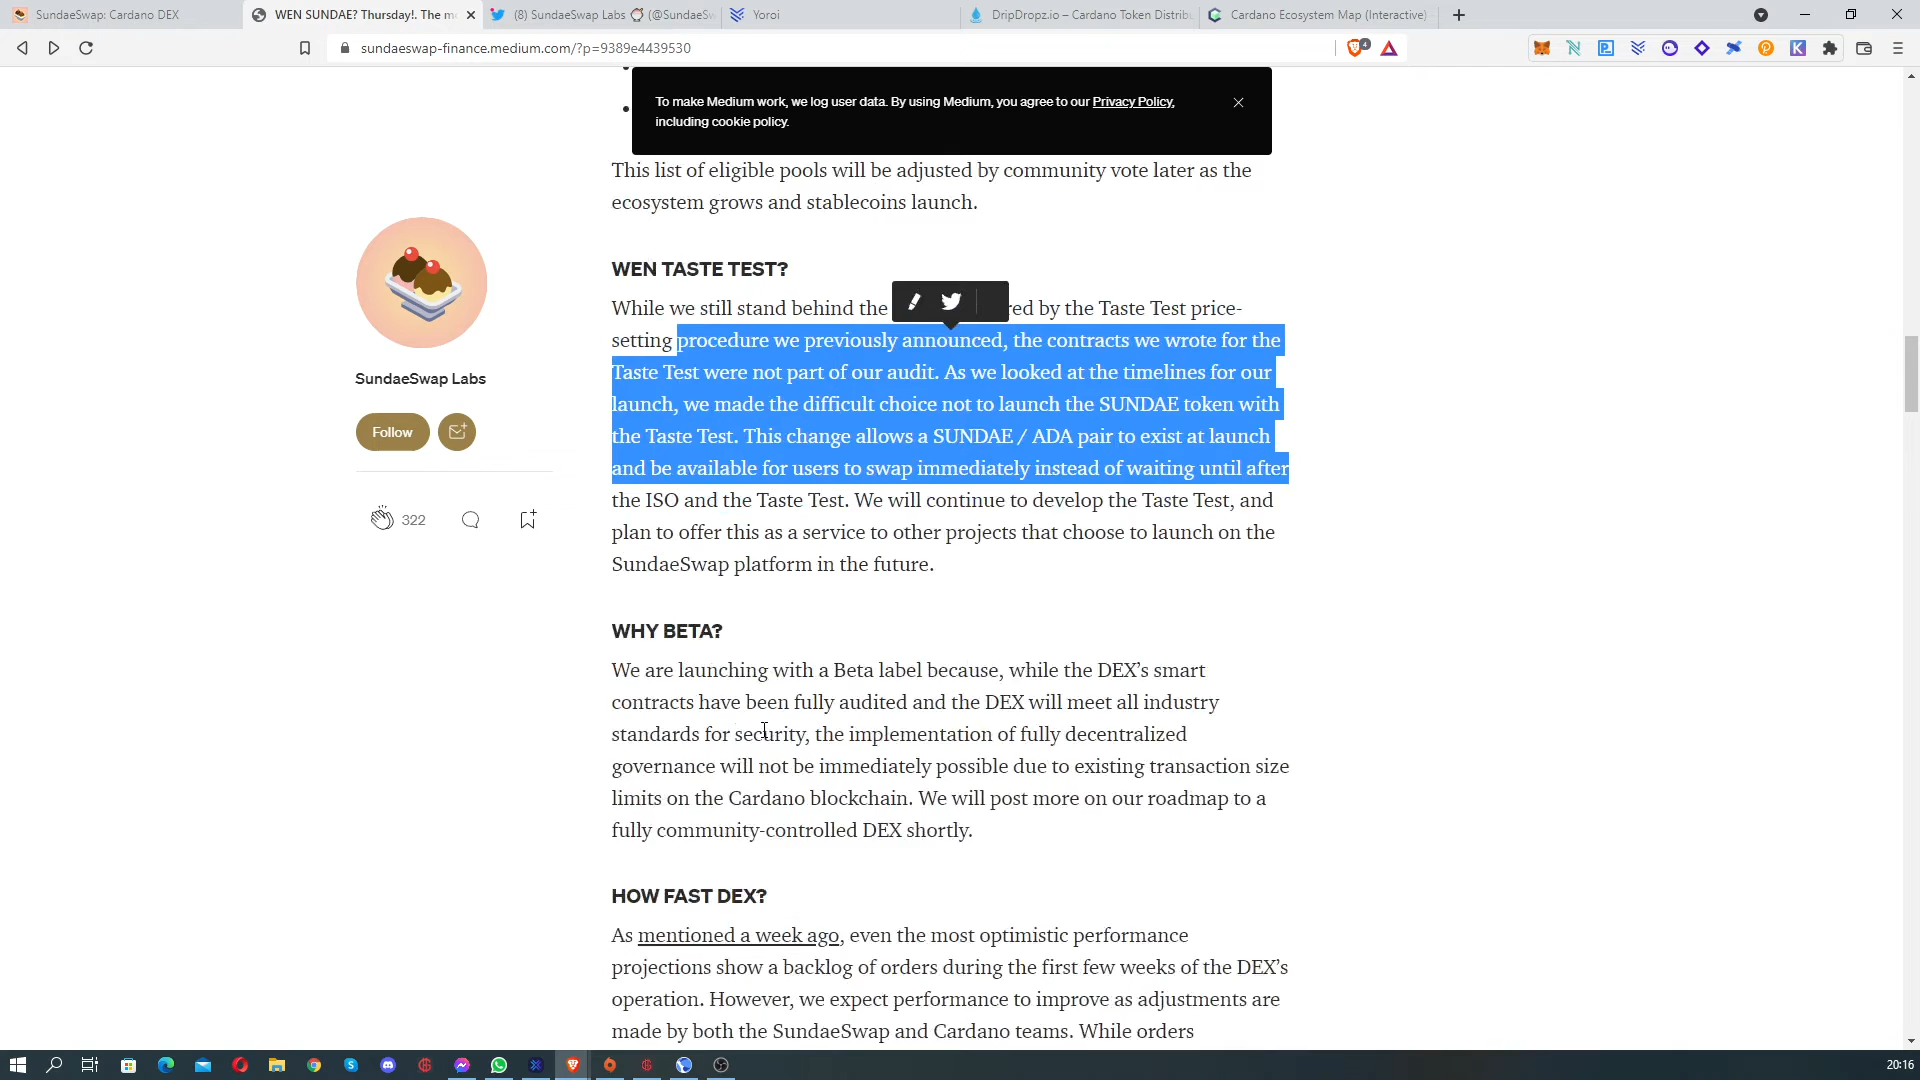 SundaeSwap: Cardano DEX
WEN SUNDAE? Thursday!. The m
(8) SundaeSwap Labs (@SundaeSw
Yoroi
DripDropz.io – Cardano Token Distribu
Cardano Ecosystem Map (Interactive)
sundaeswap-finance.medium.com/?p=9389e4439530
4
To make Medium work, we log user data. By using Medium, you agree to our Privacy Policy,
including cookie policy.
This list of eligible pools will be adjusted by community vote later as the
ecosystem grows and stablecoins launch.
WEN TASTE TEST?
While we still stand behind the red by the Taste Test price-
setting procedure we previously announced, the contracts we wrote for the
Taste Test were not part of our audit. As we looked at the timelines for our
launch, we made the difficult choice not to launch the SUNDAE token with
the Taste Test. This change allows a SUNDAE / ADA pair to exist at launch
and be available for users to swap immediately instead of waiting until after
the ISO and the Taste Test. We will continue to develop the Taste Test, and
plan to offer this as a service to other projects that choose to launch on the
SundaeSwap platform in the future.
SundaeSwap Labs
Follow
322
WHY BETA?
We are launching with a Beta label because, while the DEX’s smart
contracts have been fully audited and the DEX will meet all industry
standards for security, the implementation of fully decentralized
governance will not be immediately possible due to existing transaction size
limits on the Cardano blockchain. We will post more on our roadmap to a
fully community-controlled DEX shortly.
HOW FAST DEX?
As mentioned a week ago, even the most optimistic performance
projections show a backlog of orders during the first few weeks of the DEX’s
operation. However, we expect performance to improve as adjustments are
made by both the SundaeSwap and Cardano teams. While orders
20:16